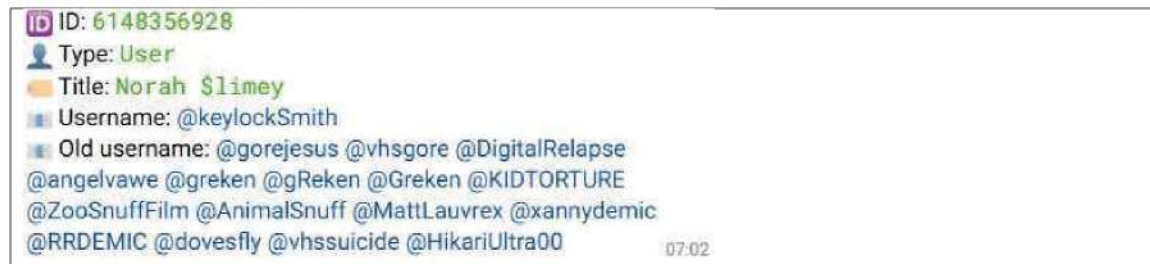 🆔 ID: 6148356928
👤 Type: User
🏷 Title: Norah $limey
📧 Username: @keylockSmith
📧 Old username: @gorejesus @vhsgore @DigitalRelapse
@angelvawe @greken @gReken @Greken @KIDTORTURE
@ZooSnuffFilm @AnimalSnuff @MattLauvrex @xannydemic
@RRDEMIC @dovesfly @vhssuicide @HikariUltra00
07:02